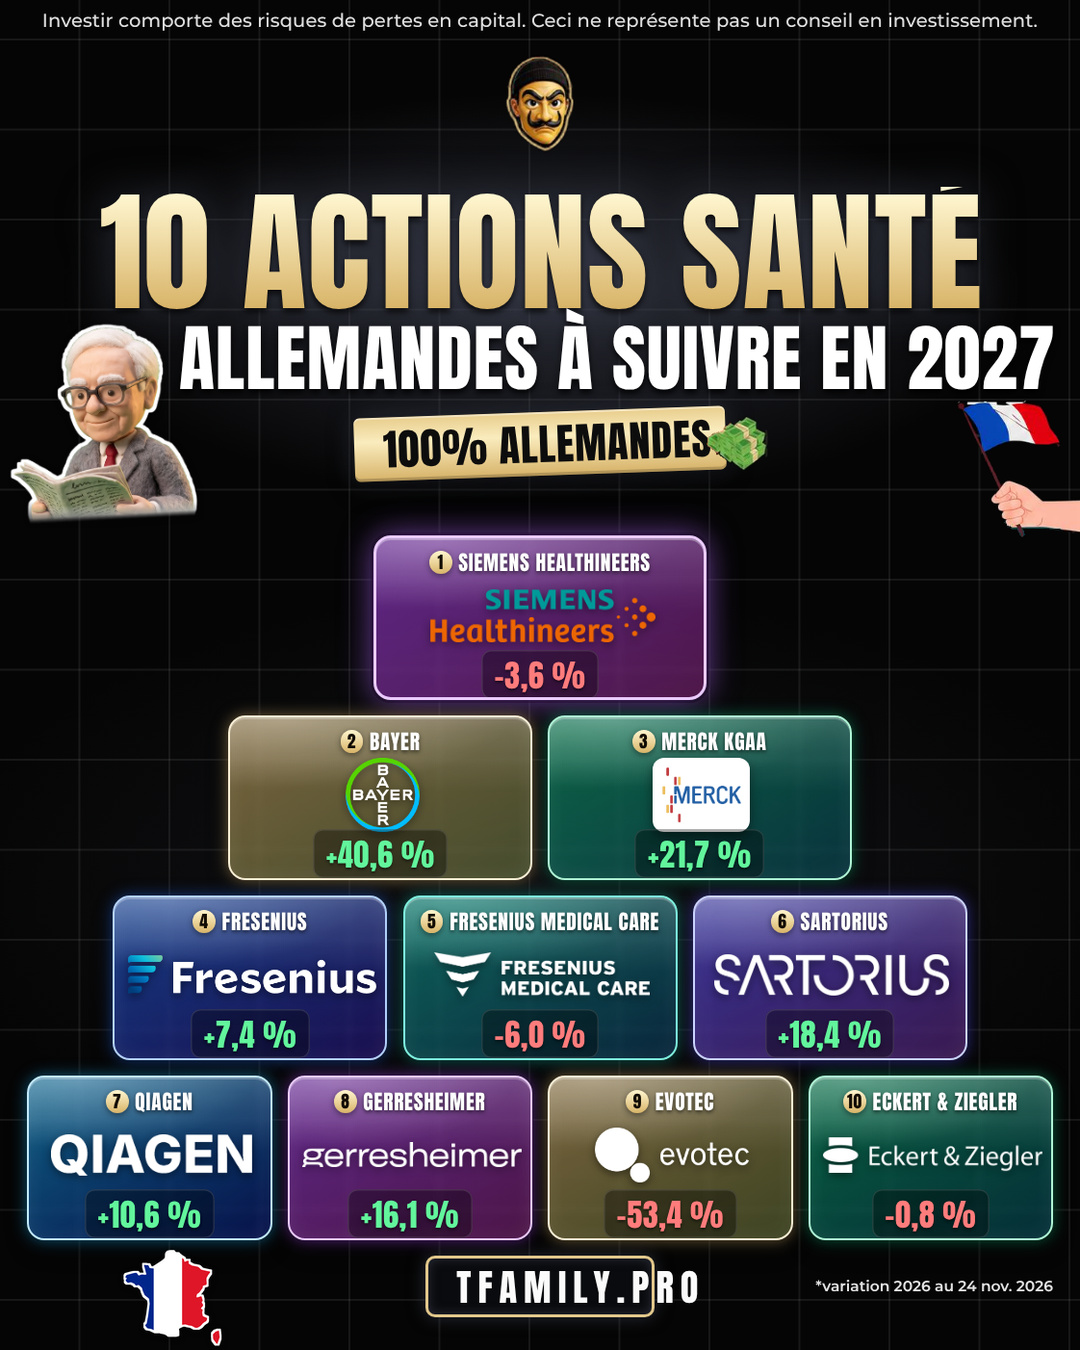 Investir comporte des risques de pertes en capital. Ceci ne représente pas un conseil en investissement.
10 ACTIONS SANTÉ
ALLEMANDES À SUIVRE EN 2027
100% ALLEMANDES
1 SIEMENS HEALTHINEERS
SIEMENS
Healthineers
-3,6 %
2 BAYER
BAYER
BAYER
+40,6 %
3 MERCK KGAA
MERCK
+21,7 %
4 FRESENIUS
Fresenius
+7,4 %
5 FRESENIUS MEDICAL CARE
FRESENIUS
MEDICAL CARE
-6,0 %
6 SARTORIUS
SARTORIUS
+18,4 %
7 QIAGEN
QIAGEN
+10,6 %
8 GERRESHEIMER
gerresheimer
+16,1 %
9 EVOTEC
evotec
-53,4 %
10 ECKERT & ZIEGLER
Eckert & Ziegler
-0,8 %
TFAMILY.PRO
*variation 2026 au 24 nov. 2026